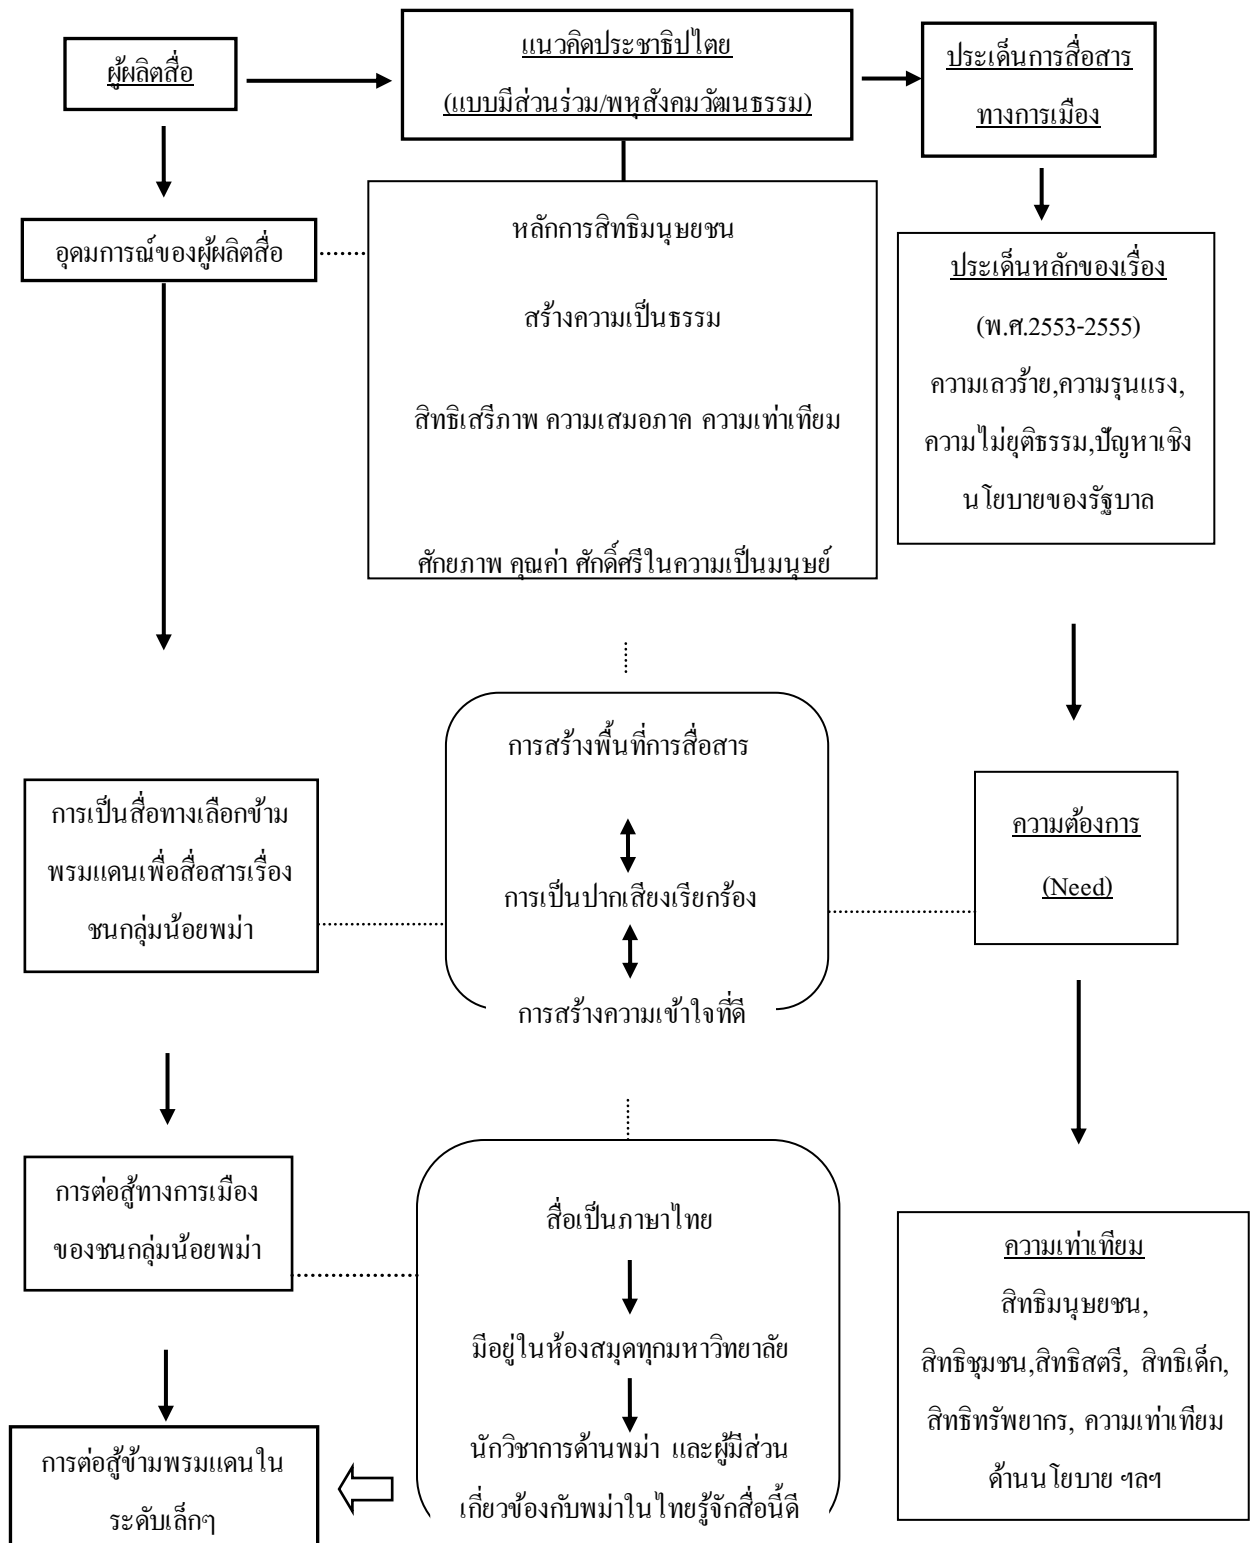 ผู้ผลิตสื่อ
แนวคิดประชาธิปไตย
(แบบมีส่วนร่วม/พหุสังคมวัฒนธรรม)
ประเด็นการสื่อสาร
ทางการเมือง
อุดมการณ์ของผู้ผลิตสื่อ
หลักการสิทธิมนุษยชน
สร้างความเป็นธรรม
สิทธิเสรีภาพ ความเสมอภาค ความเท่าเทียม
ศักยภาพ คุณค่า ศักดิ์ศรีในความเป็นมนุษย์
ประเด็นหลักของเรื่อง
(พ.ศ.2553-2555)
ความเลวร้าย,ความรุนแรง,
ความไม่ยุติธรรม,ปัญหาเชิง
นโยบายของรัฐบาล
การเป็นสื่อทางเลือกข้าม
พรมแดนเพื่อสื่อสารเรื่อง
ชนกลุ่มน้อยพม่า
การสร้างพื้นที่การสื่อสาร
การเป็นปากเสียงเรียกร้อง
การสร้างความเข้าใจที่ดี
ความต้องการ
(Need)
การต่อสู้ทางการเมือง
ของชนกลุ่มน้อยพม่า
สื่อเป็นภาษาไทย
มีอยู่ในห้องสมุดทุกมหาวิทยาลัย
นักวิชาการด้านพม่า และผู้มีส่วน
เกี่ยวข้องกับพม่าในไทยรู้จักสื่อนี้ดี
ความเท่าเทียม
สิทธิมนุษยชน,
สิทธิชุมชน,สิทธิสตรี, สิทธิเด็ก,
สิทธิทรัพยากร, ความเท่าเทียม
ด้านนโยบาย ฯลฯ
การต่อสู้ข้ามพรมแดนใน
ระดับเล็กๆ